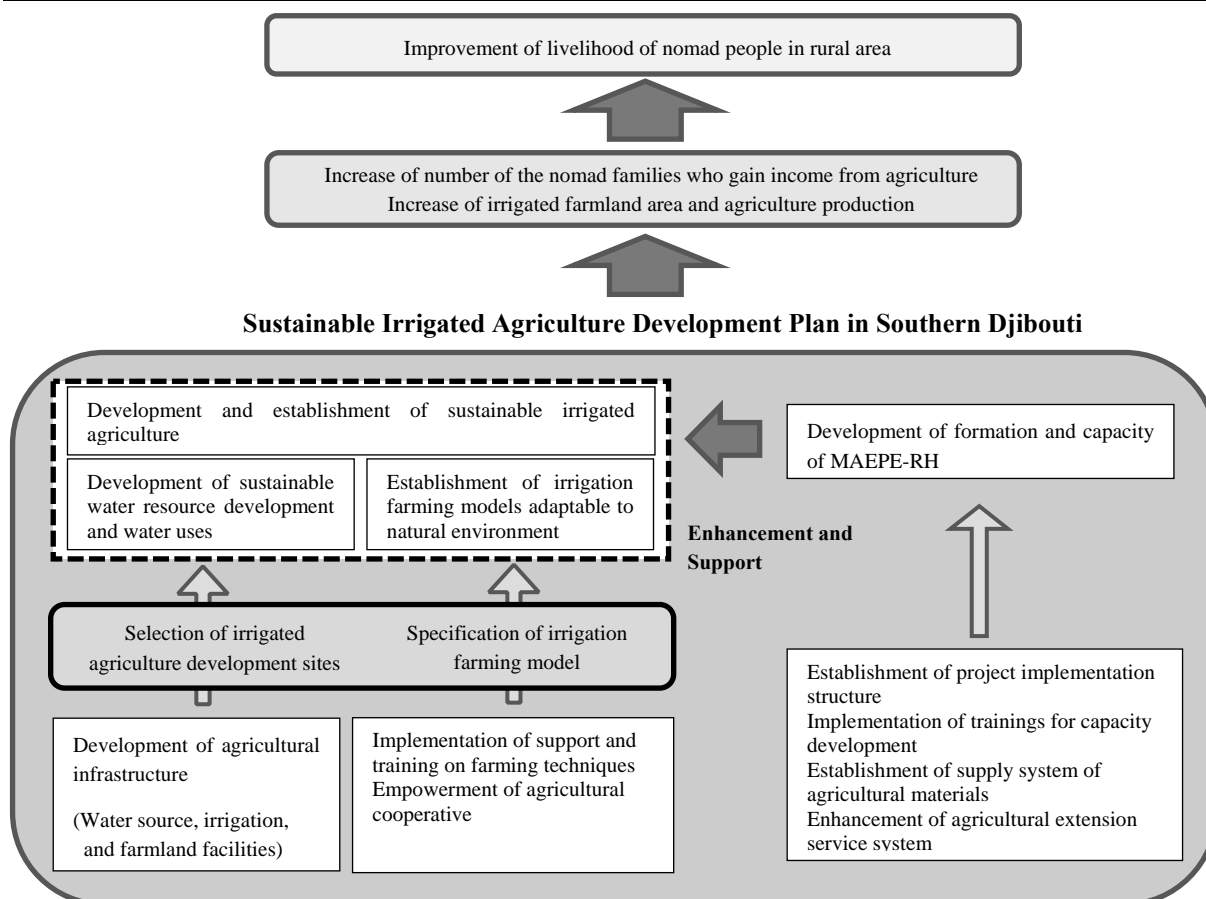 Improvement of livelihood of nomad people in rural area
Increase of number of the nomad families who gain income from agriculture
Increase of irrigated farmland area and agriculture production
Sustainable Irrigated Agriculture Development Plan in Southern Djibouti
Development and establishment of sustainable irrigated
agriculture
Development of sustainable
water resource development
and water uses
Establishment of irrigation
farming models adaptable to
natural environment
Development of formation and capacity
of MAEPE-RH
Enhancement and
Support
Selection of irrigated
agriculture development sites
Specification of irrigation
farming model
Development of agricultural
infrastructure
(Water source, irrigation,
and farmland facilities)
Implementation of support and
training on farming techniques
Empowerment of agricultural
cooperative
Establishment of project implementation
structure
Implementation of trainings for capacity
development
Establishment of supply system of
agricultural materials
Enhancement of agricultural extension
service system